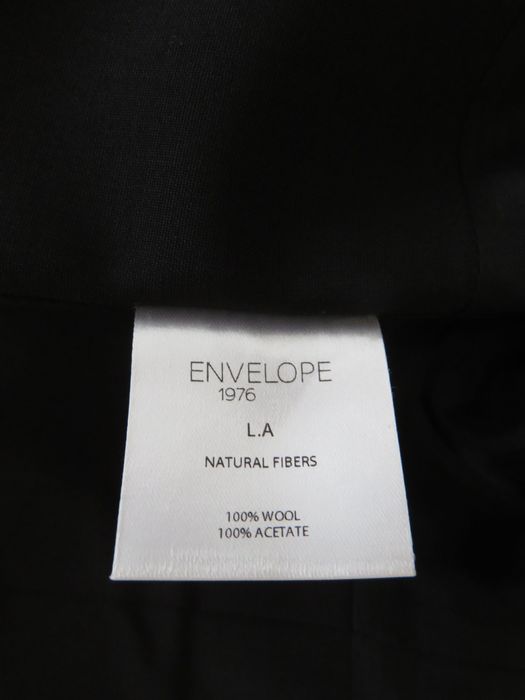 ENVELOPE
1976
L.A
NATURAL FIBERS
100% WOOL
100% ACETATE